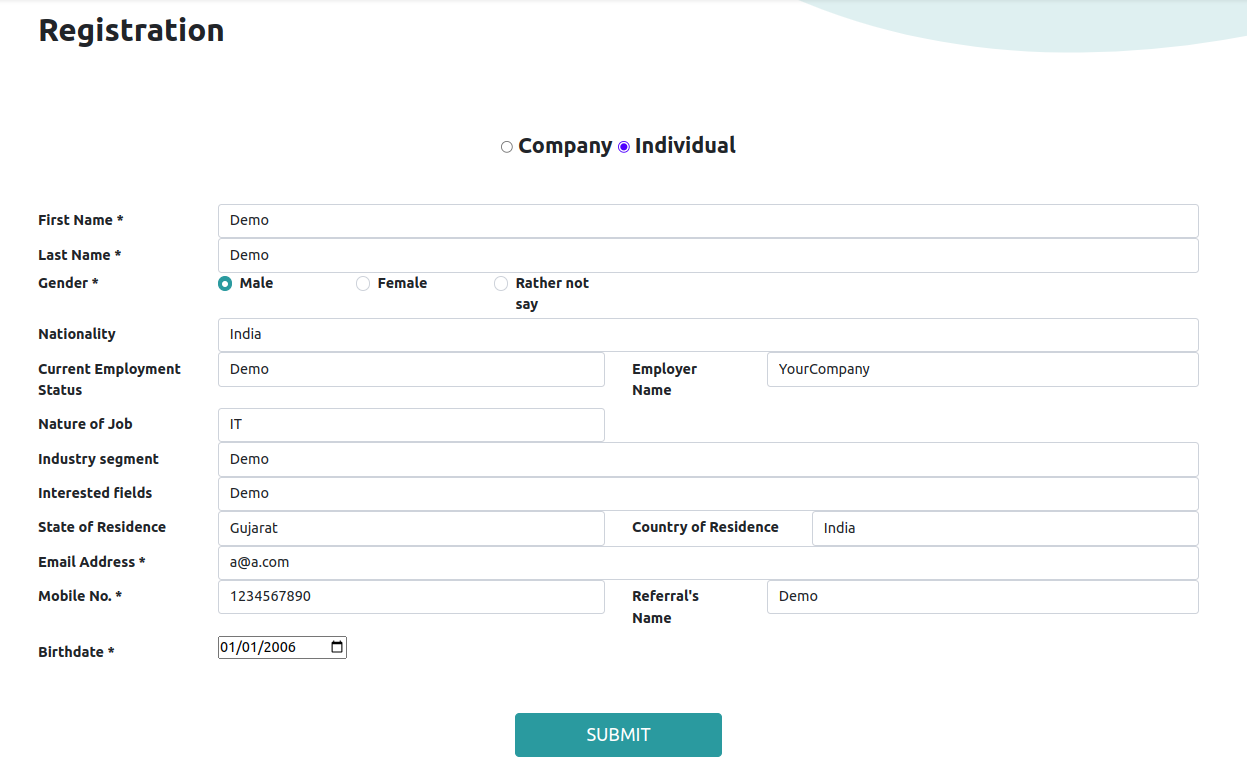 Registration
Company Individual
First Name * Demo
Last Name * Demo
Gender * Male Female Rather not
say
Nationality India
Current Employment Demo Employer YourCompany
Status Name
Nature of Job IT
Industry segment Demo
Interested fields Demo
State of Residence Gujarat Country of Residence India
Email Address * a@a.com
Mobile No. * 1234567890 Referral's Demo
Name
Birthdate * 01/01/2006
SUBMIT